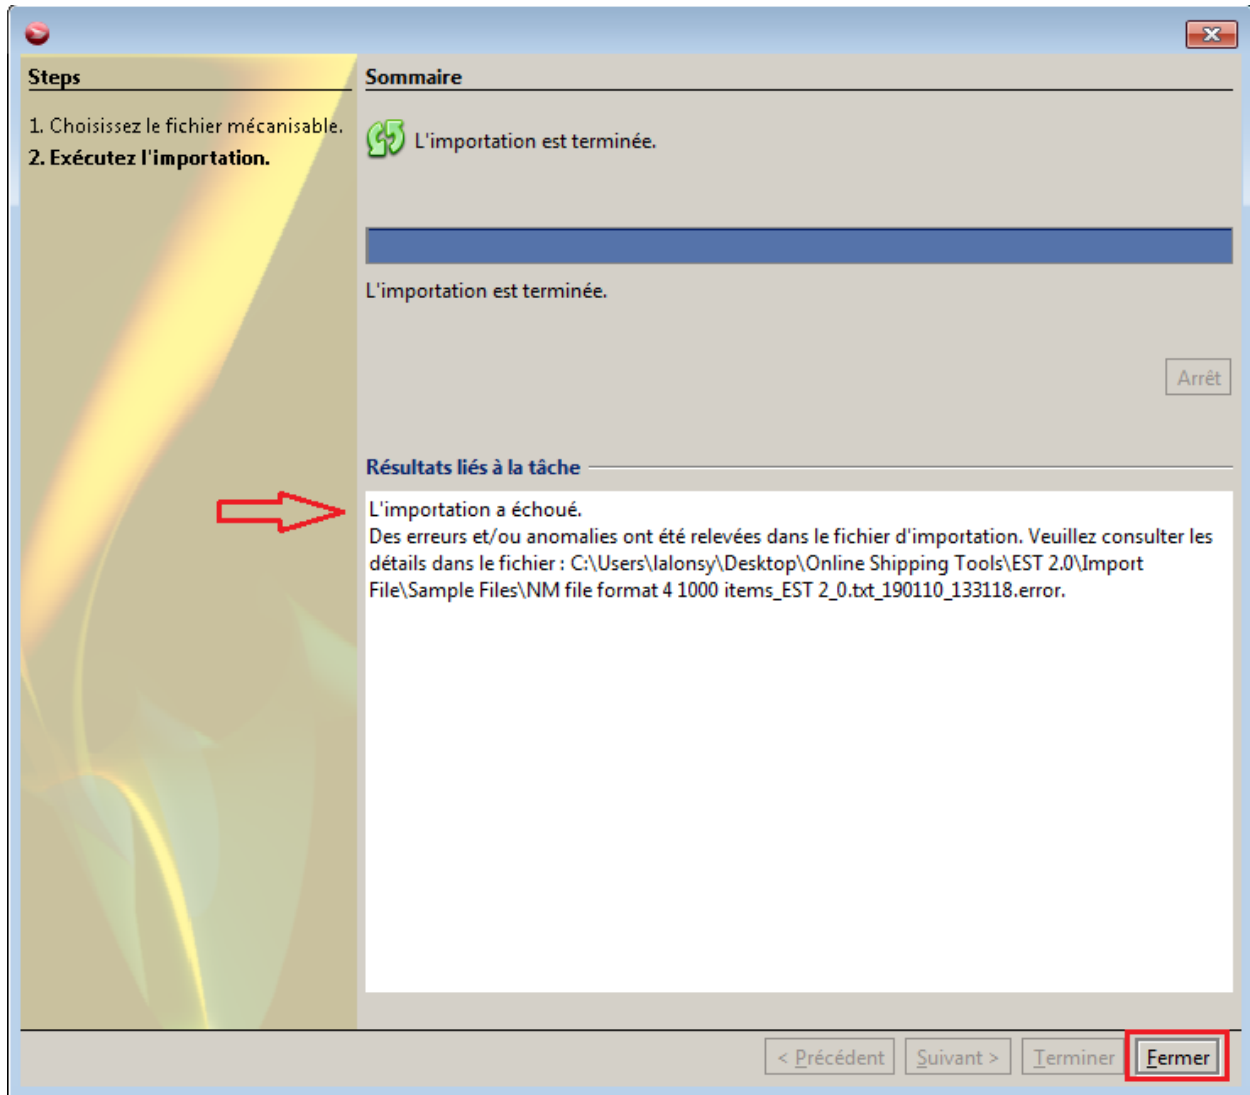 Steps
1. Choisissez le fichier mécanisable.
2. Exécutez l'importation.
Sommaire
L'importation est terminée.
L'importation est terminée.
Arrêt
Résultats liés à la tâche
L'importation a échoué.
Des erreurs et/ou anomalies ont été relevées dans le fichier d'importation. Veuillez consulter les
détails dans le fichier : C:\Users\lalonsy\Desktop\Online Shipping Tools\EST 2.0\Import
File\Sample Files\NM file format 4 1000 items_EST 2_0.txt_190110_133118.error.
< Précédent
Suivant >
Terminer
Fermer